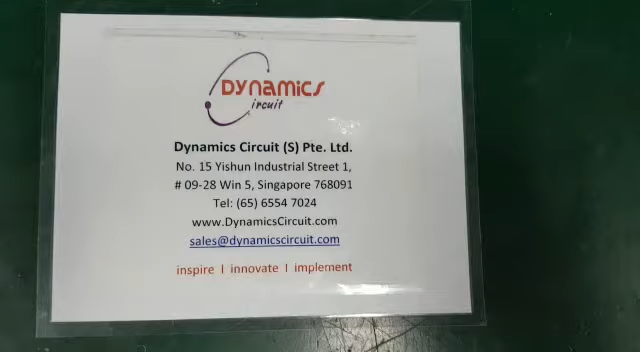 Dynamics
ircuit
Dynamics Circuit (S) Pte. Ltd.
No. 15 Yishun Industrial Street 1,
# 09-28 Win 5, Singapore 768091
Tel: (65) 6554 7024
www.DynamicsCircuit.com
sales@dynamicscircuit.com
inspire I innovate I implement